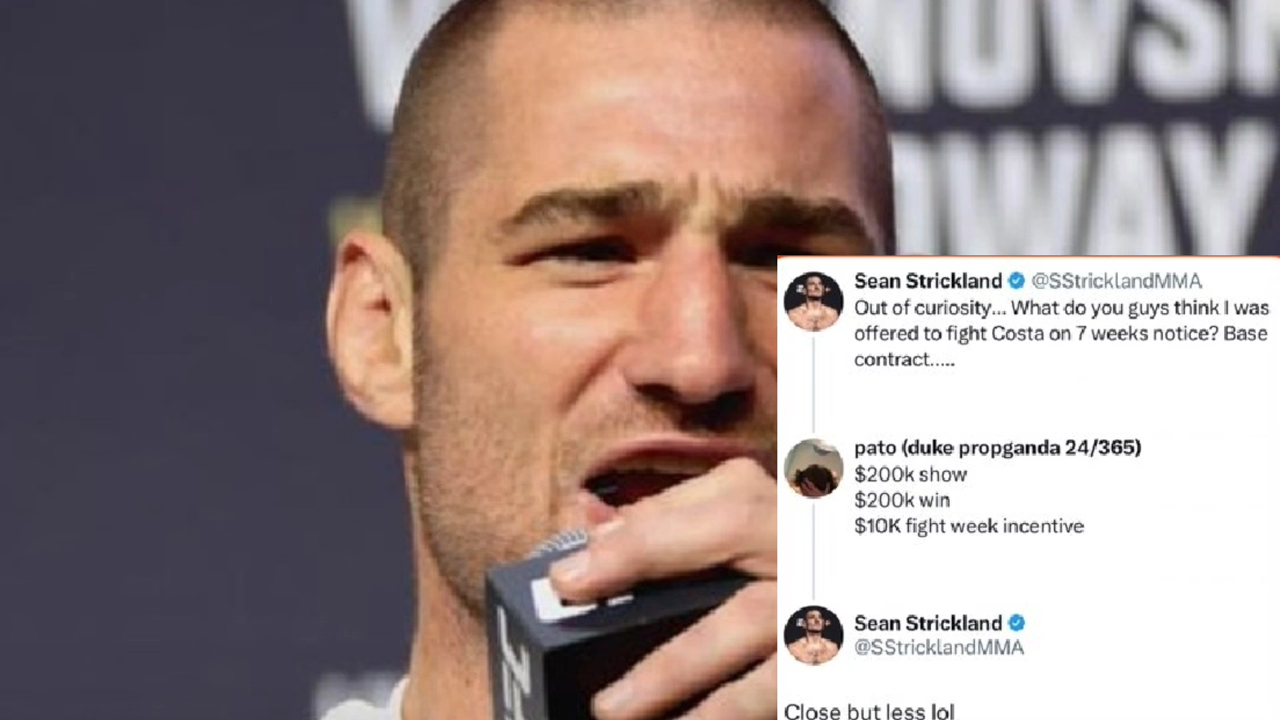 NOVSK
OWAY
Sean Strickland @SStricklandMMA
Out of curiosity... What do you guys think I was
offered to fight Costa on 7 weeks notice? Base
contract.....
pato (duke propganda 24/365)
$200k show
$200k win
$10K fight week incentive
Sean Strickland
@SStricklandMMA
Close but less lol